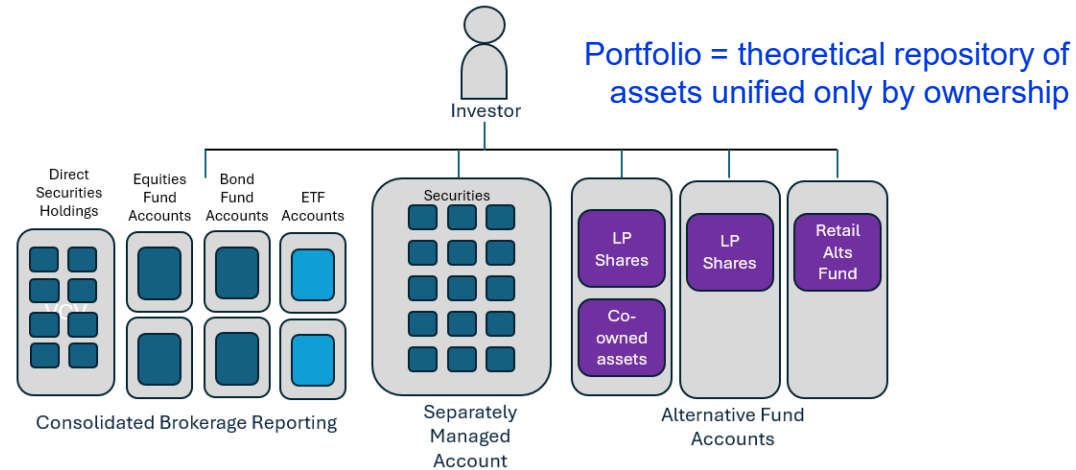 Portfolio = theoretical repository of
assets unified only by ownership
Investor
Direct
Securities
Holdings
Equities
Fund
Accounts
Bond
Fund
Accounts
ETF
Accounts
Securities
LP
Shares
Co-
owned
assets
LP
Shares
Retail
Alts
Fund
Consolidated Brokerage Reporting
Separately
Managed
Account
Alternative Fund
Accounts